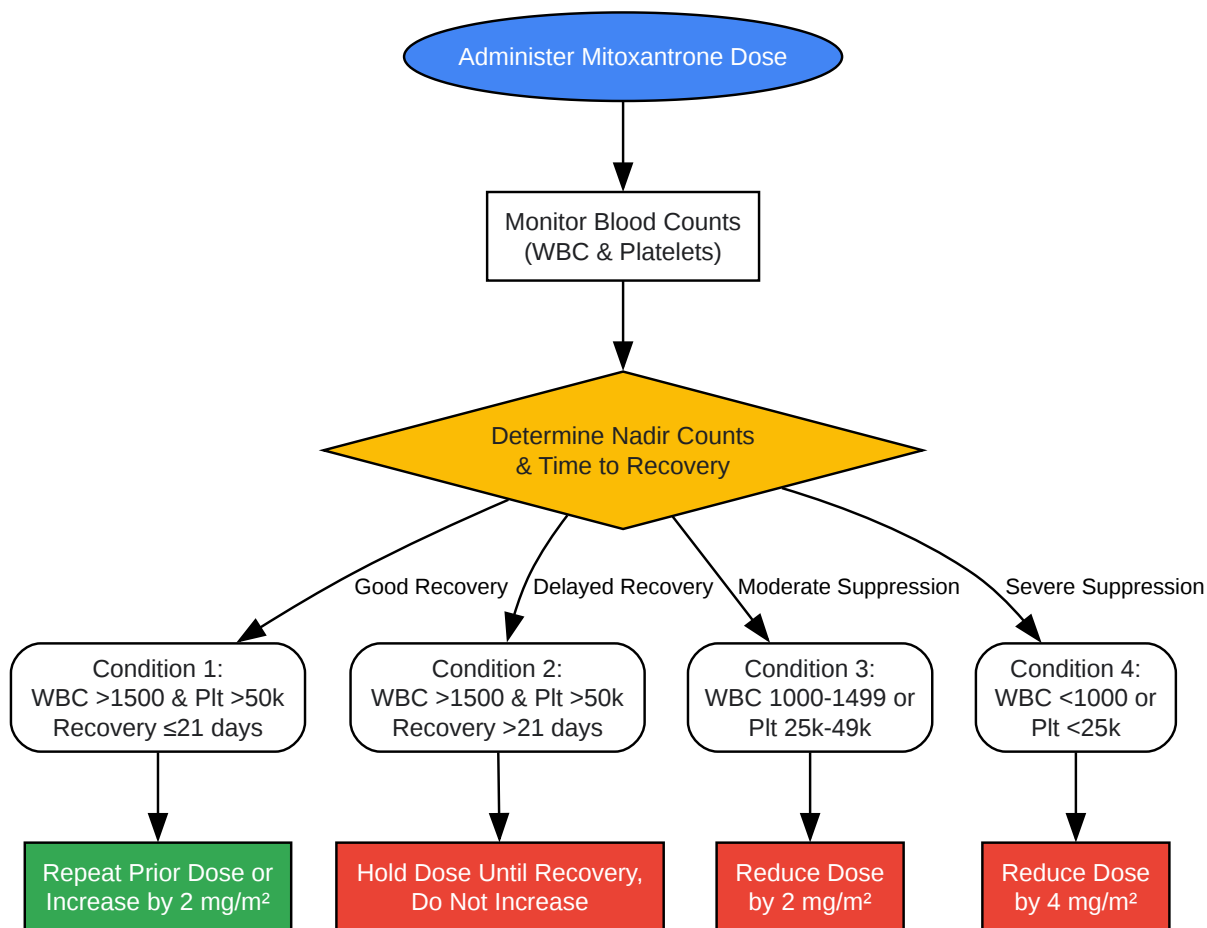 Administer Mitoxantrone Dose
Monitor Blood Counts
(WBC & Platelets)
Determine Nadir Counts
& Time to Recovery
Good Recovery
Delayed Recovery
Moderate Suppression
Severe Suppression
Condition 1:
WBC >1500 & Plt >50k
Recovery ≤21 days
Condition 2:
WBC >1500 & Plt >50k
Recovery >21 days
Condition 3:
WBC 1000-1499 or
Plt 25k-49k
Condition 4:
WBC <1000 or
Plt <25k
Repeat Prior Dose or
Increase by 2 mg/m²
Hold Dose Until Recovery,
Do Not Increase
Reduce Dose
by 2 mg/m²
Reduce Dose
by 4 mg/m²